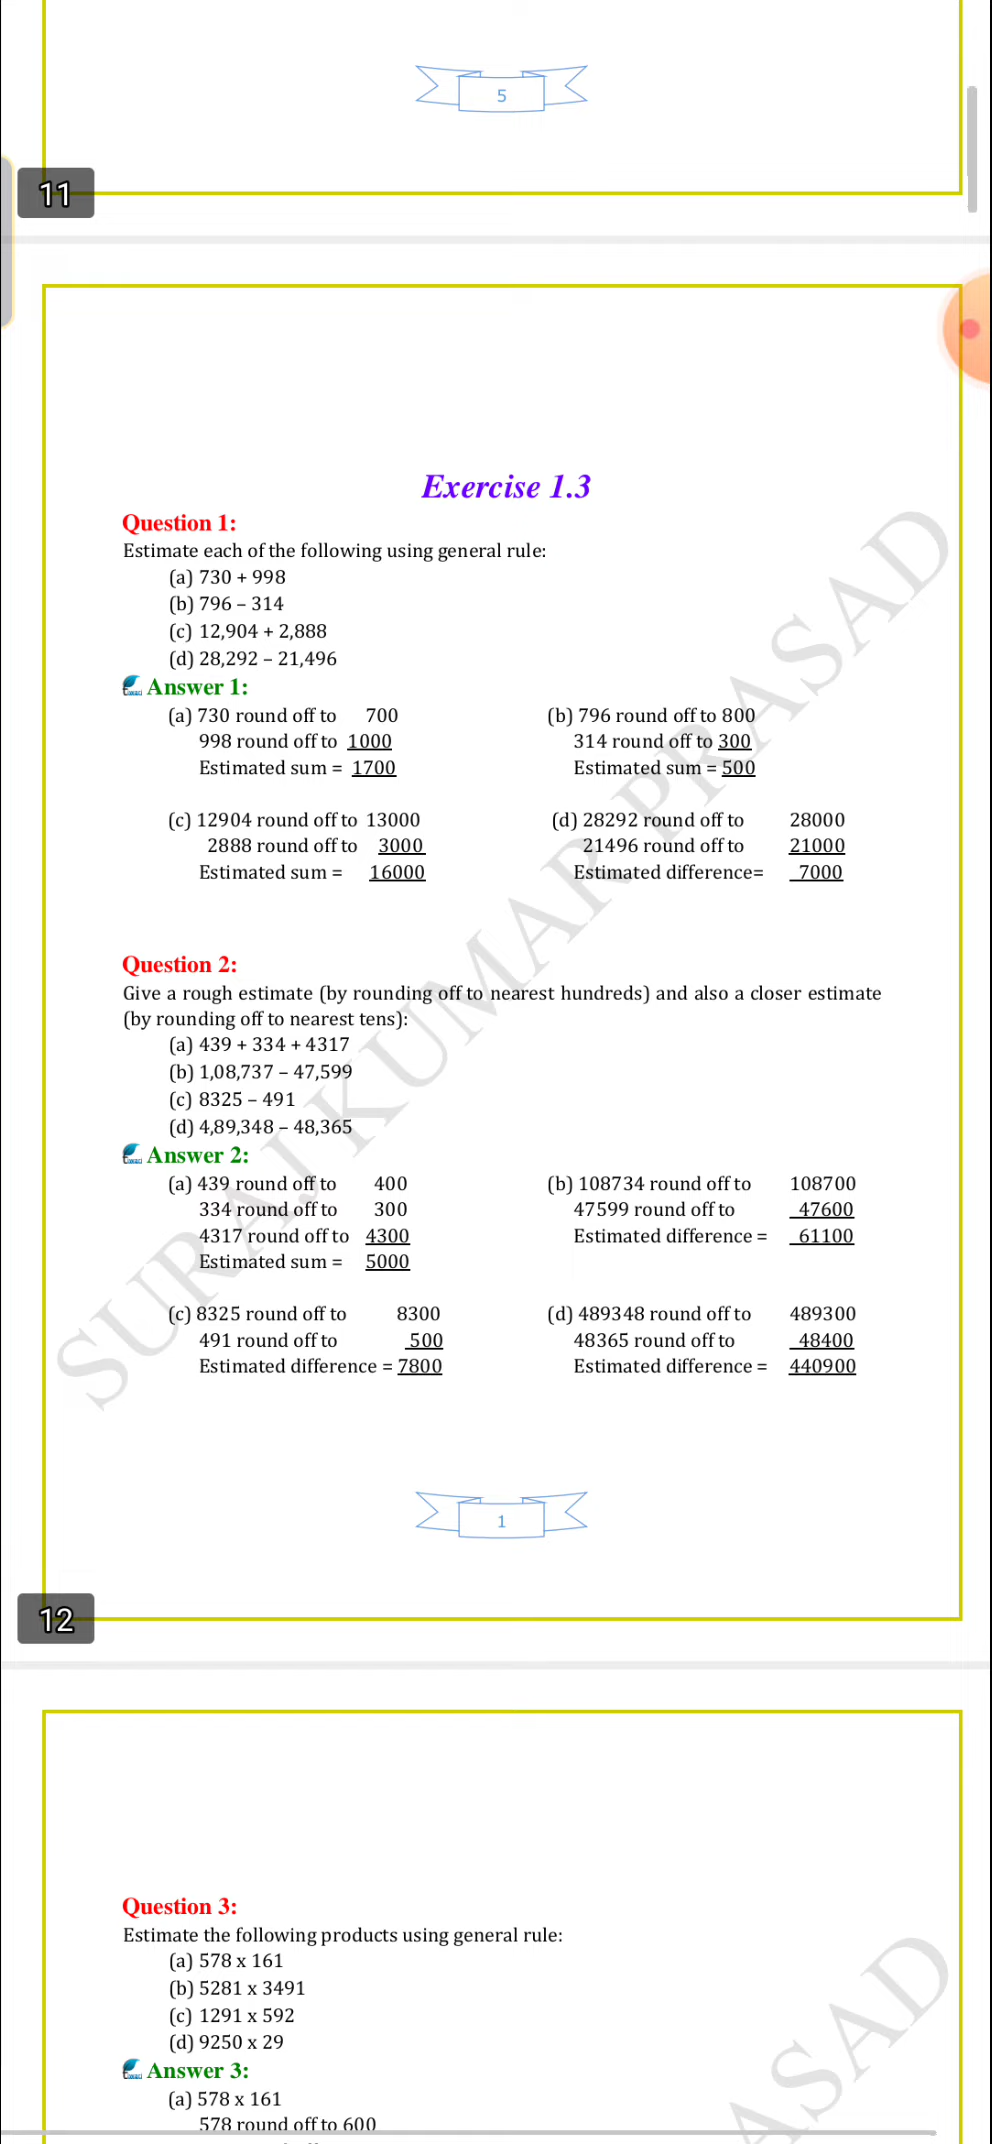 5
11
Exercise 1.3
Question 1:
Estimate each of the following using general rule:
(a) 730 + 998
(b) 796 – 314
(c) 12,904 + 2,888
(d) 28,292 – 21,496
Answer 1:
(a) 730 round off to 700 (b) 796 round off to 800
998 round off to 1000 314 round off to 300
Estimated sum = 1700 Estimated sum = 500
(c) 12904 round off to 13000 (d) 28292 round off to 28000
2888 round off to 3000 21496 round off to 21000
Estimated sum = 16000 Estimated difference= 7000
Question 2:
Give a rough estimate (by rounding off to nearest hundreds) and also a closer estimate
(by rounding off to nearest tens):
(a) 439 + 334 + 4317
(b) 1,08,737 – 47,599
(c) 8325 – 491
(d) 4,89,348 – 48,365
Answer 2:
(a) 439 round off to 400 (b) 108734 round off to 108700
334 round off to 300 47599 round off to 47600
4317 round off to 4300 Estimated difference = 61100
Estimated sum = 5000
(c) 8325 round off to 8300 (d) 489348 round off to 489300
491 round off to 500 48365 round off to 48400
Estimated difference = 7800 Estimated difference = 440900
SURAJ KUMAR PRASAD
1
12
Question 3:
Estimate the following products using general rule:
(a) 578 x 161
(b) 5281 x 3491
(c) 1291 x 592
(d) 9250 x 29
Answer 3:
(a) 578 x 161
578 round off to 600
ASAD